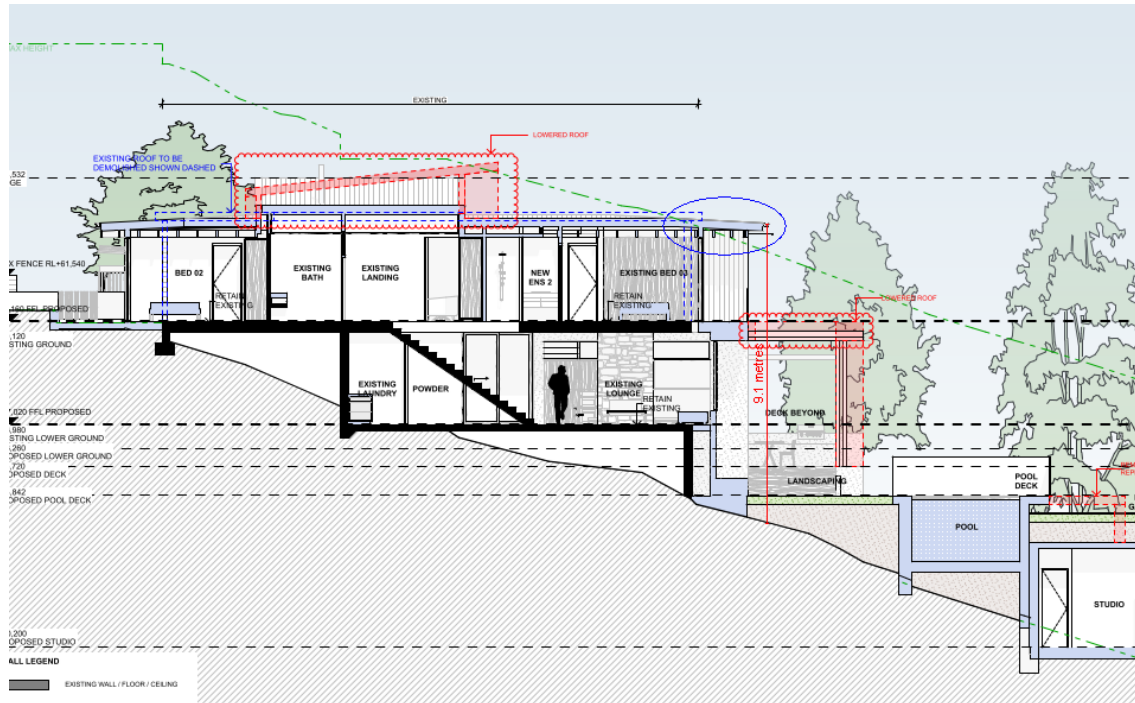 AX HEIGHT
EXISTING
LOWERED ROOF
EXISTING ROOF TO BE
DEMOLISHED SHOWN DASHED
,532
GE
X FENCE RL+61,540
BED 02
EXISTING
BATH
EXISTING
LANDING
NEW
ENS 2
EXISTING BED 03
RETAIN
EXISTING
RETAIN
EXISTING
LOWERED ROOF
,160 FFL PROPOSED
,120
ISTING GROUND
EXISTING
LAUNDRY
POWDER
EXISTING
LOUNGE
RETAIN
EXISTING
9.1 metres
DECK BEYOND
7,020 FFL PROPOSED
,980
ISTING LOWER GROUND
,260
OPOSED LOWER GROUND
,720
OPOSED DECK
,842
OPOSED POOL DECK
LANDSCAPING
POOL
DECK
REP
G
POOL
STUDIO
,200
OPOSED STUDIO
ALL LEGEND
EXISTING WALL / FLOOR / CEILING